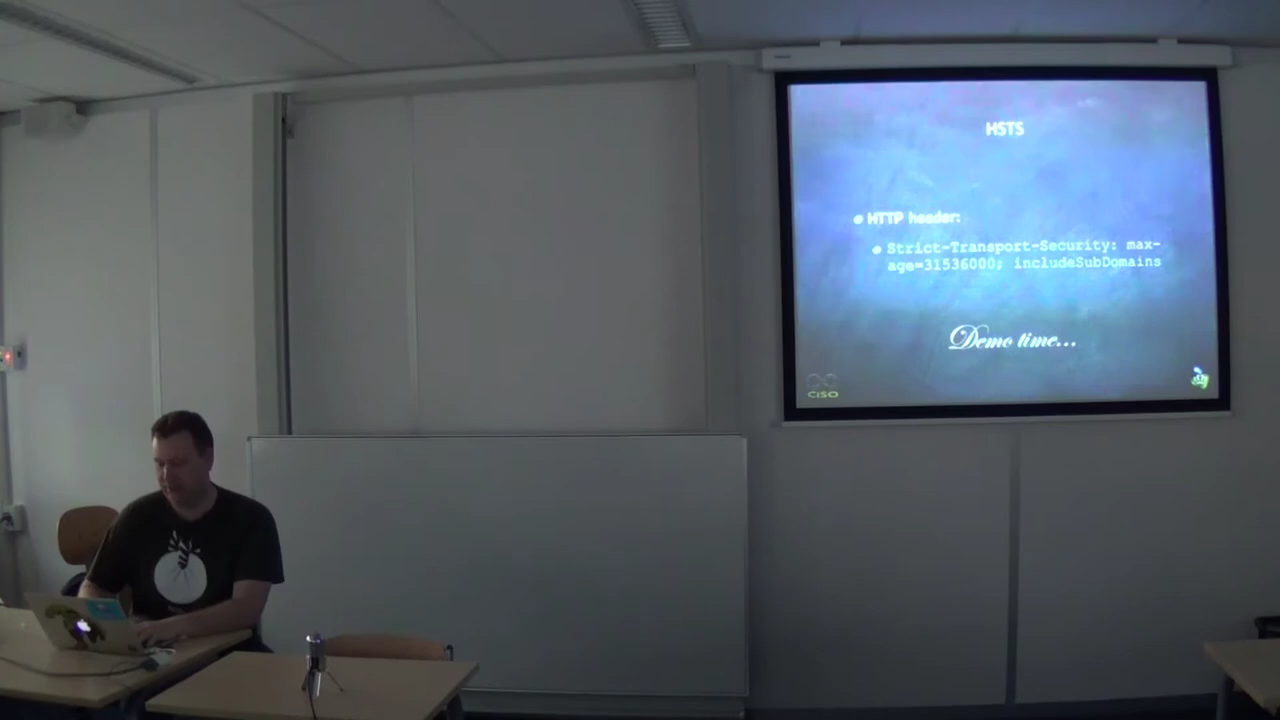 HSTS
HTTP header:
Strict-Transport-Security: max-
age=31536000; includeSubDomains
Demo time...
CISO